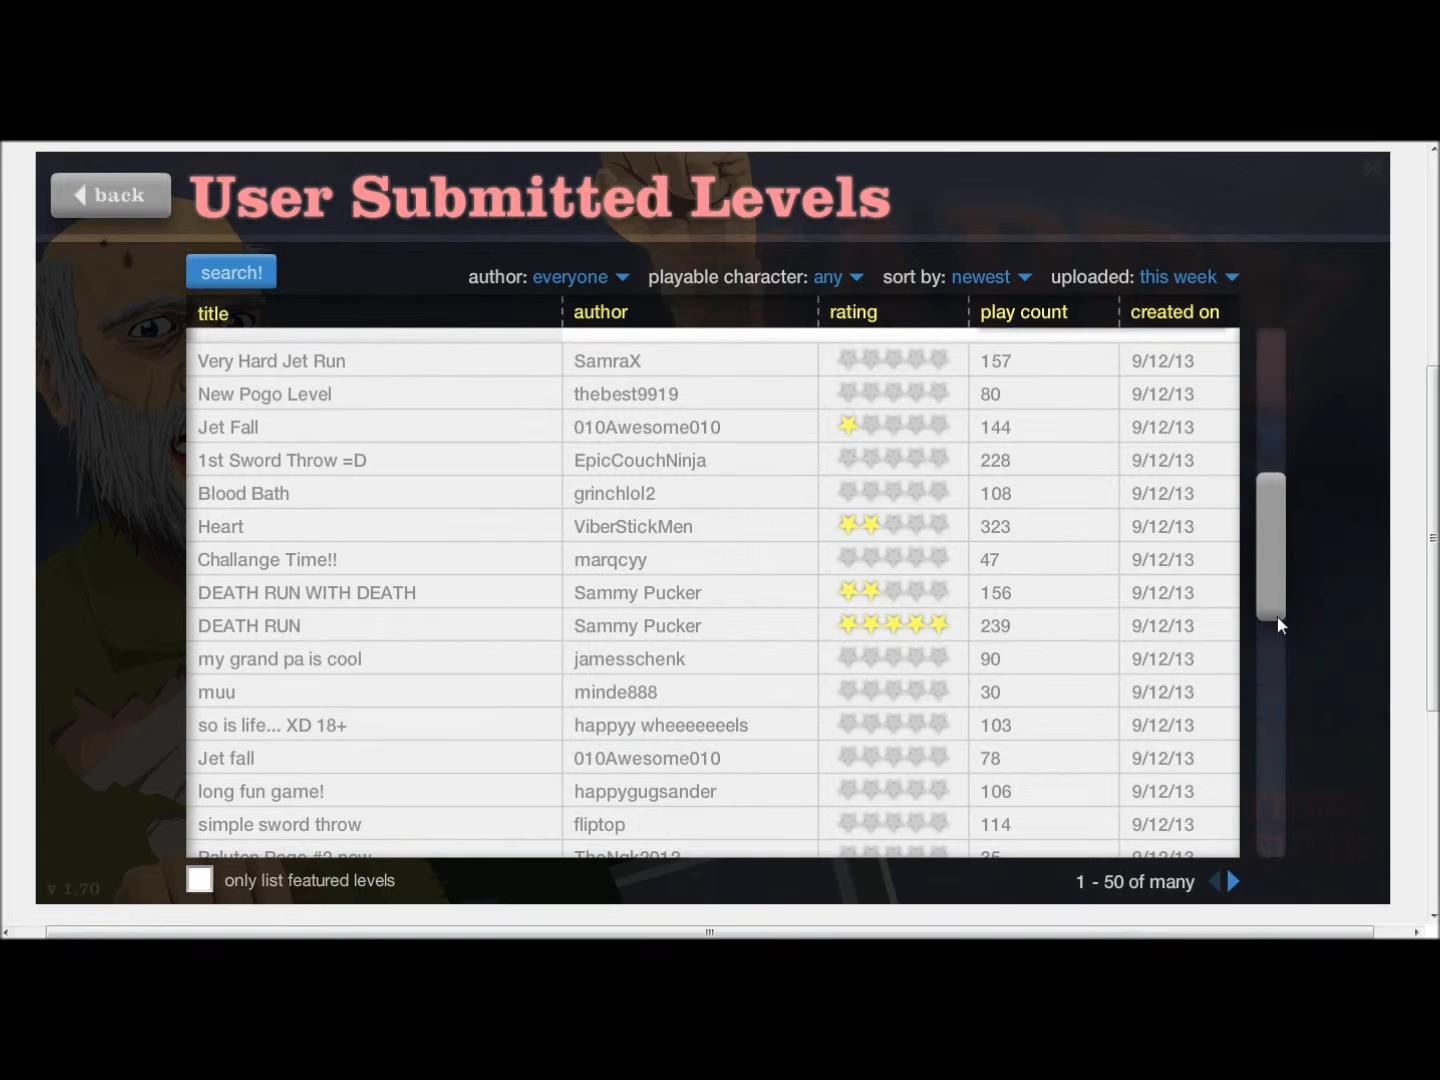 back
User Submitted Levels
search! author: everyone playable character: any sort by: newest uploaded: this week
title author rating play count created on
Very Hard Jet Run SamraX 157 9/12/13
New Pogo Level thebest9919 80 9/12/13
Jet Fall 010Awesome010 144 9/12/13
1st Sword Throw =D EpicCouchNinja 228 9/12/13
Blood Bath grinchlol2 108 9/12/13
Heart ViberStickMen 323 9/12/13
Challange Time!! marqcyy 47 9/12/13
DEATH RUN WITH DEATH Sammy Pucker 156 9/12/13
DEATH RUN Sammy Pucker 239 9/12/13
my grand pa is cool jamesschenk 90 9/12/13
muu minde888 30 9/12/13
so is life... XD 18+ happyy wheeeeeeels 103 9/12/13
Jet fall 010Awesome010 78 9/12/13
long fun game! happygugsander 106 9/12/13
simple sword throw fliptop 114 9/12/13
only list featured levels 1 - 50 of many
v 1.70